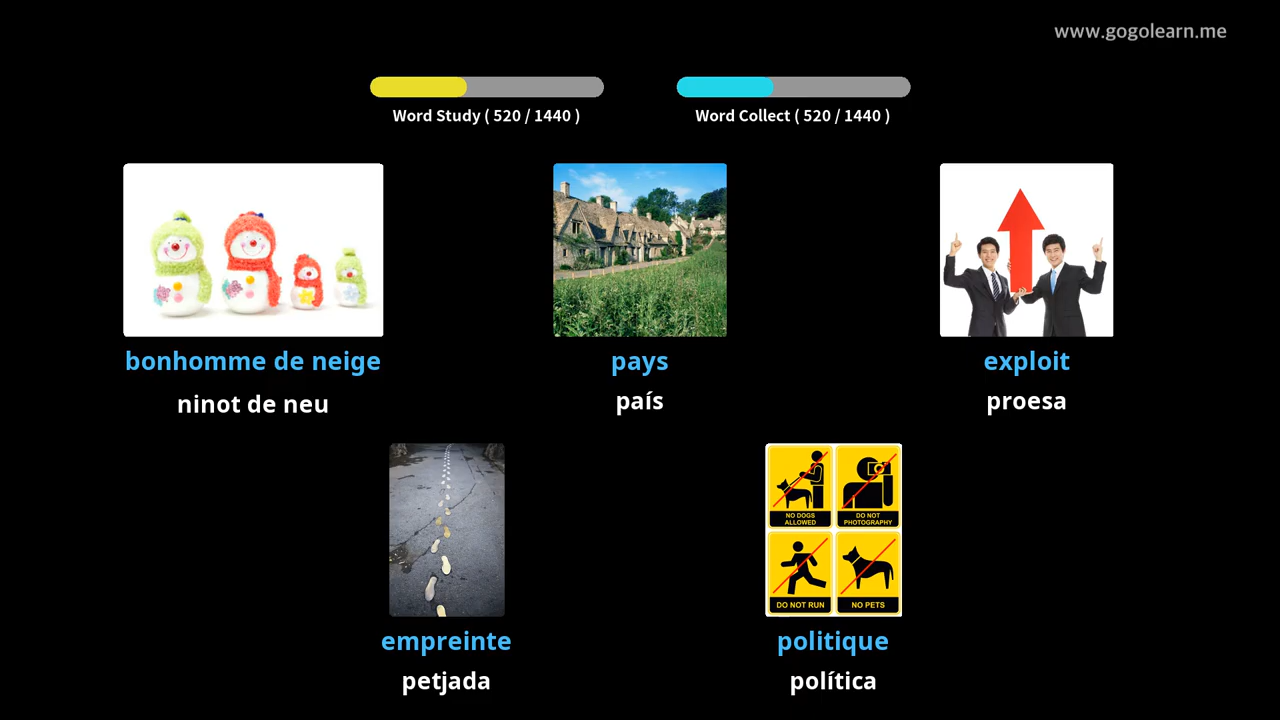 www.gogolearn.me
Word Study ( 520 / 1440 )
Word Collect ( 520 / 1440 )
bonhomme de neige
ninot de neu
pays
país
exploit
proesa
NO DOGS
ALLOWED
DO NOT
PHOTOGRAPHY
DO NOT RUN
NO PETS
empreinte
petjada
politique
política